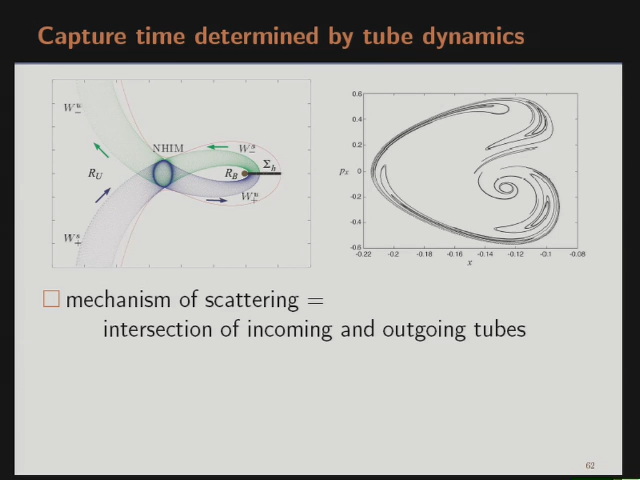 Capture time determined by tube dynamics
W^u_-
NHIM
W^s_-
Σ_h
R_U
R_B
W^u_+
W^s_+
0.6
0.4
0.2
p_x 0
-0.2
-0.4
-0.6
-0.22 -0.2 -0.18 -0.16 -0.14 -0.12 -0.1 -0.08
x
mechanism of scattering =
intersection of incoming and outgoing tubes
62